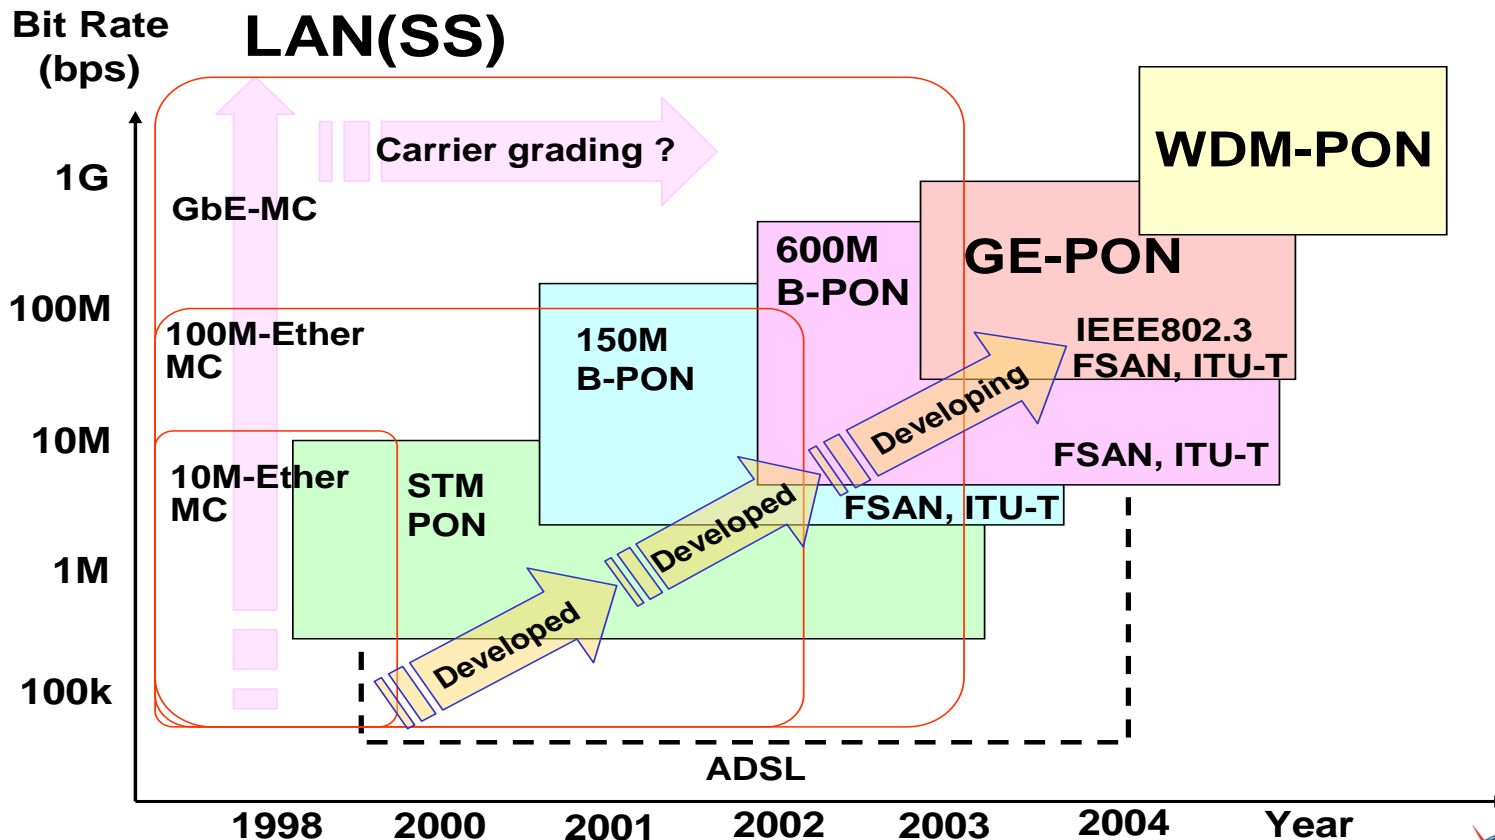 Bit Rate
(bps)
LAN(SS)
Carrier grading ?
WDM-PON
1G
GbE-MC
600M
B-PON
GE-PON
100M
100M-Ether
MC
150M
B-PON
IEEE802.3
FSAN, ITU-T
Developing
10M
10M-Ether
MC
STM
PON
FSAN, ITU-T
Developed
FSAN, ITU-T
1M
Developed
100k
ADSL
1998 2000 2001 2002 2003 2004 Year